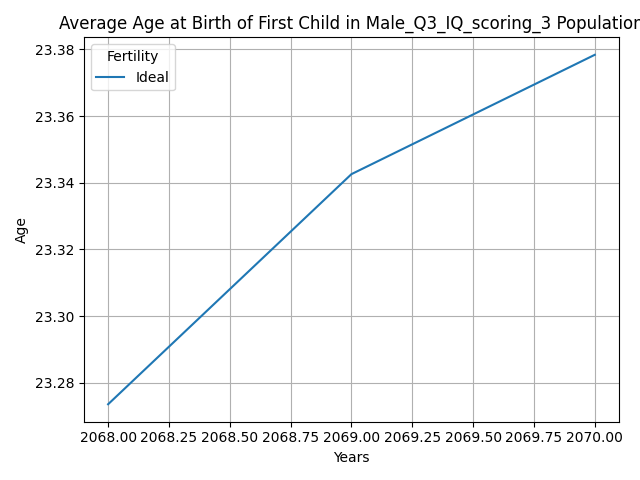 Average Age at Birth of First Child in Male_Q3_IQ_scoring_3 Population
Fertility
Ideal
23.38
23.36
23.34
23.32
23.30
23.28
Age
2068.00 2068.25 2068.50 2068.75 2069.00 2069.25 2069.50 2069.75 2070.00
Years